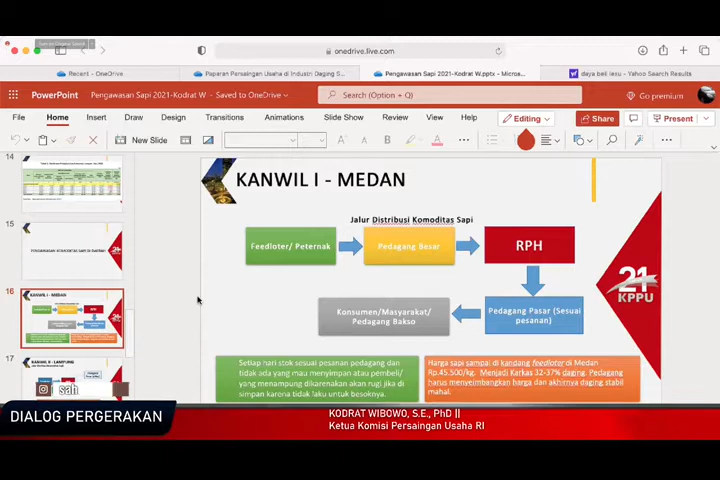 onedrive.live.com
Recent - OneDrive
Paparan Persaingan Usaha di Industri Daging S...
Pengawasan Sapi 2021-Kodrat W.pptx - Micros...
daya beli lesu - Yahoo Search Results
PowerPoint
Pengawasan Sapi 2021-Kodrat W - Saved to OneDrive
Search (Option + Q)
Go premium
File
Home
Insert
Draw
Design
Transitions
Animations
Slide Show
Review
View
Help
Editing
Share
Present
New Slide
14
15
16
17
KANWIL I - MEDAN
Jalur Distribusi Komoditas Sapi
Feedloter/ Peternak
Pedagang Besar
RPH
Konsumen/Masyarakat/
Pedagang Bakso
Pedagang Pasar (Sesuai
pesanan)
21
KPPU
Setiap hari stok sesuai pesanan pedagang dan
tidak ada yang mau menyimpan atau pembeli/
yang menampung dikarenakan akan rugi jika di
simpan karena tidak laku untuk besoknya.
Harga sapi sampai di kandang feedloter di Medan
Rp.45.500/kg. Menjadi Karkas 32-37% daging. Pedagang
harus menyeimbangkan harga dan akhirnya daging stabil
mahal.
sah
DIALOG PERGERAKAN
KODRAT WIBOWO, S.E., PhD ||
Ketua Komisi Persaingan Usaha RI